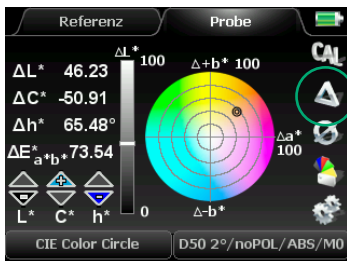 Referenz Probe
ΔL* 100 Δ+b* 100 CAL
ΔL* 46.23
ΔC* -50.91
Δh* 65.48°
ΔE*a*b* 73.54
Δa* 100
L* C* h* 0 Δ-b*
CIE Color Circle D50 2°/noPOL/ABS/M0